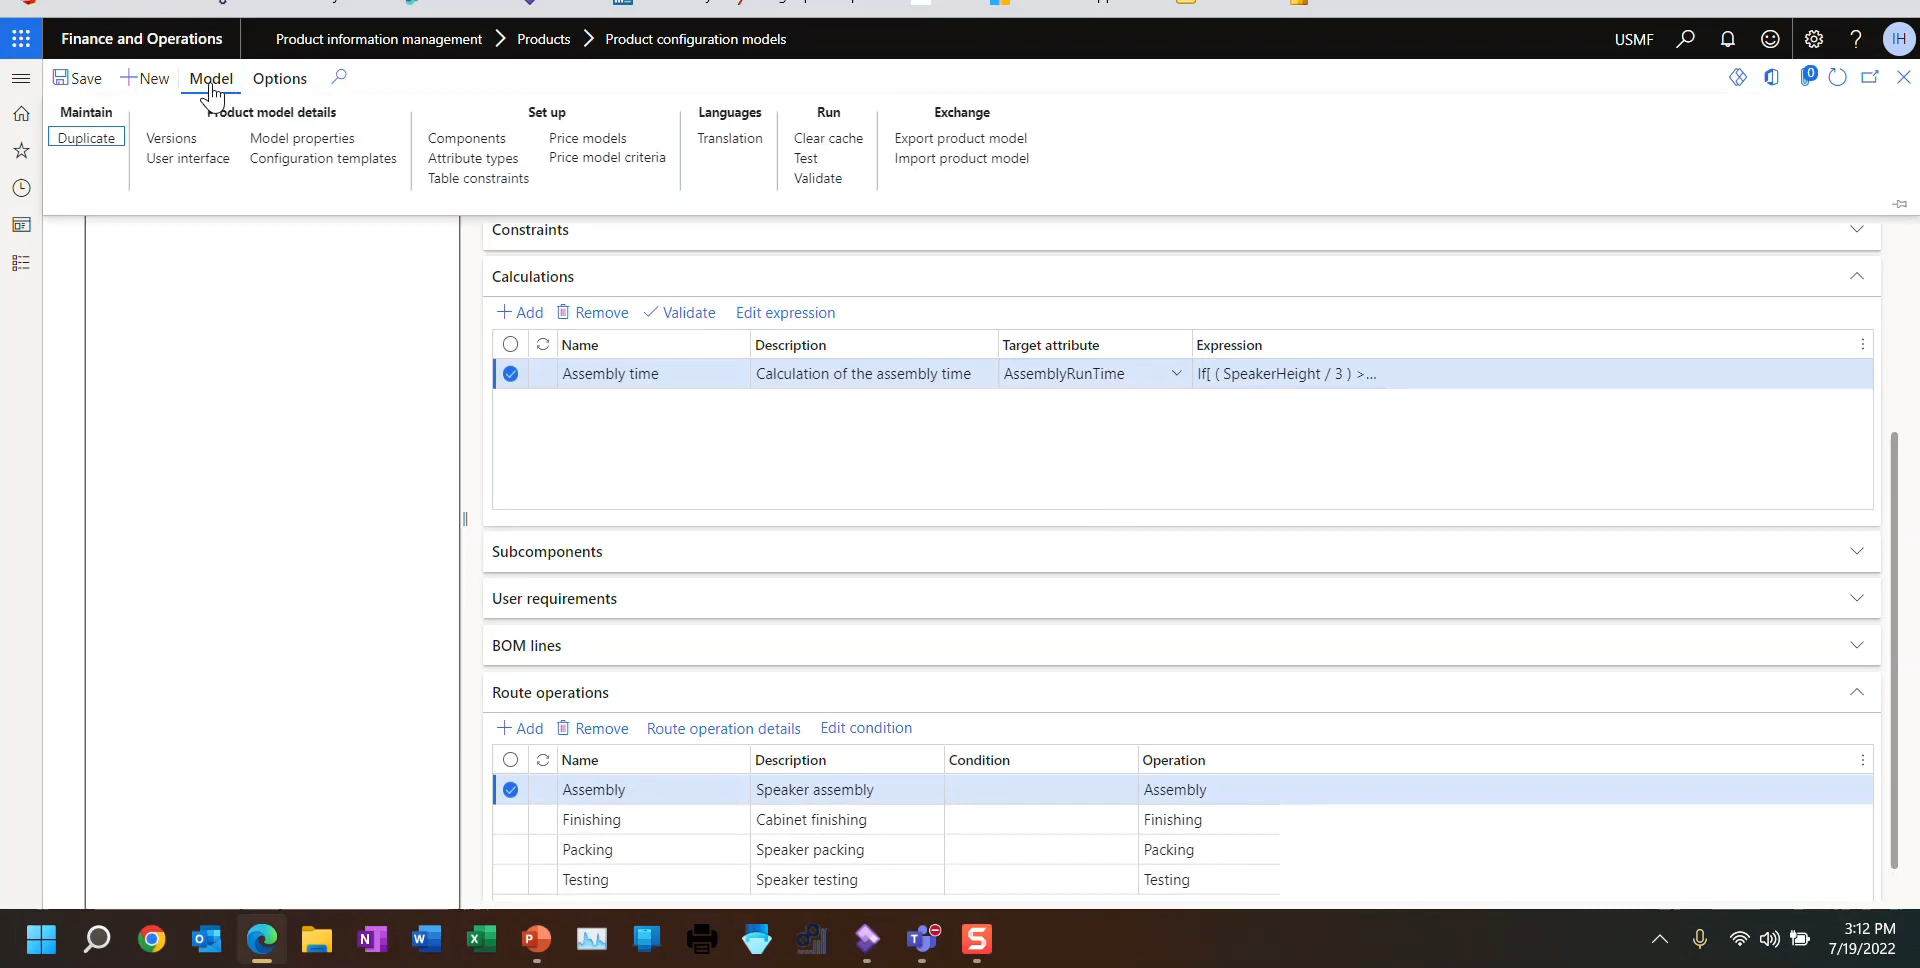 Finance and Operations
Product information management > Products > Product configuration models
USMF
IH
Save
New
Model
Options
0
Maintain
Duplicate
Product model details
Versions
Model properties
User interface
Configuration templates
Set up
Components
Price models
Attribute types
Price model criteria
Table constraints
Languages
Translation
Run
Clear cache
Test
Validate
Exchange
Export product model
Import product model
Constraints
Calculations
Add
Remove
Validate
Edit expression
Name
Description
Target attribute
Expression
Assembly time
Calculation of the assembly time
AssemblyRunTime
If[ ( SpeakerHeight / 3 ) >...
Subcomponents
User requirements
BOM lines
Route operations
Add
Remove
Route operation details
Edit condition
Name
Description
Condition
Operation
Assembly
Speaker assembly
Assembly
Finishing
Cabinet finishing
Finishing
Packing
Speaker packing
Packing
Testing
Speaker testing
Testing
3:12 PM
7/19/2022